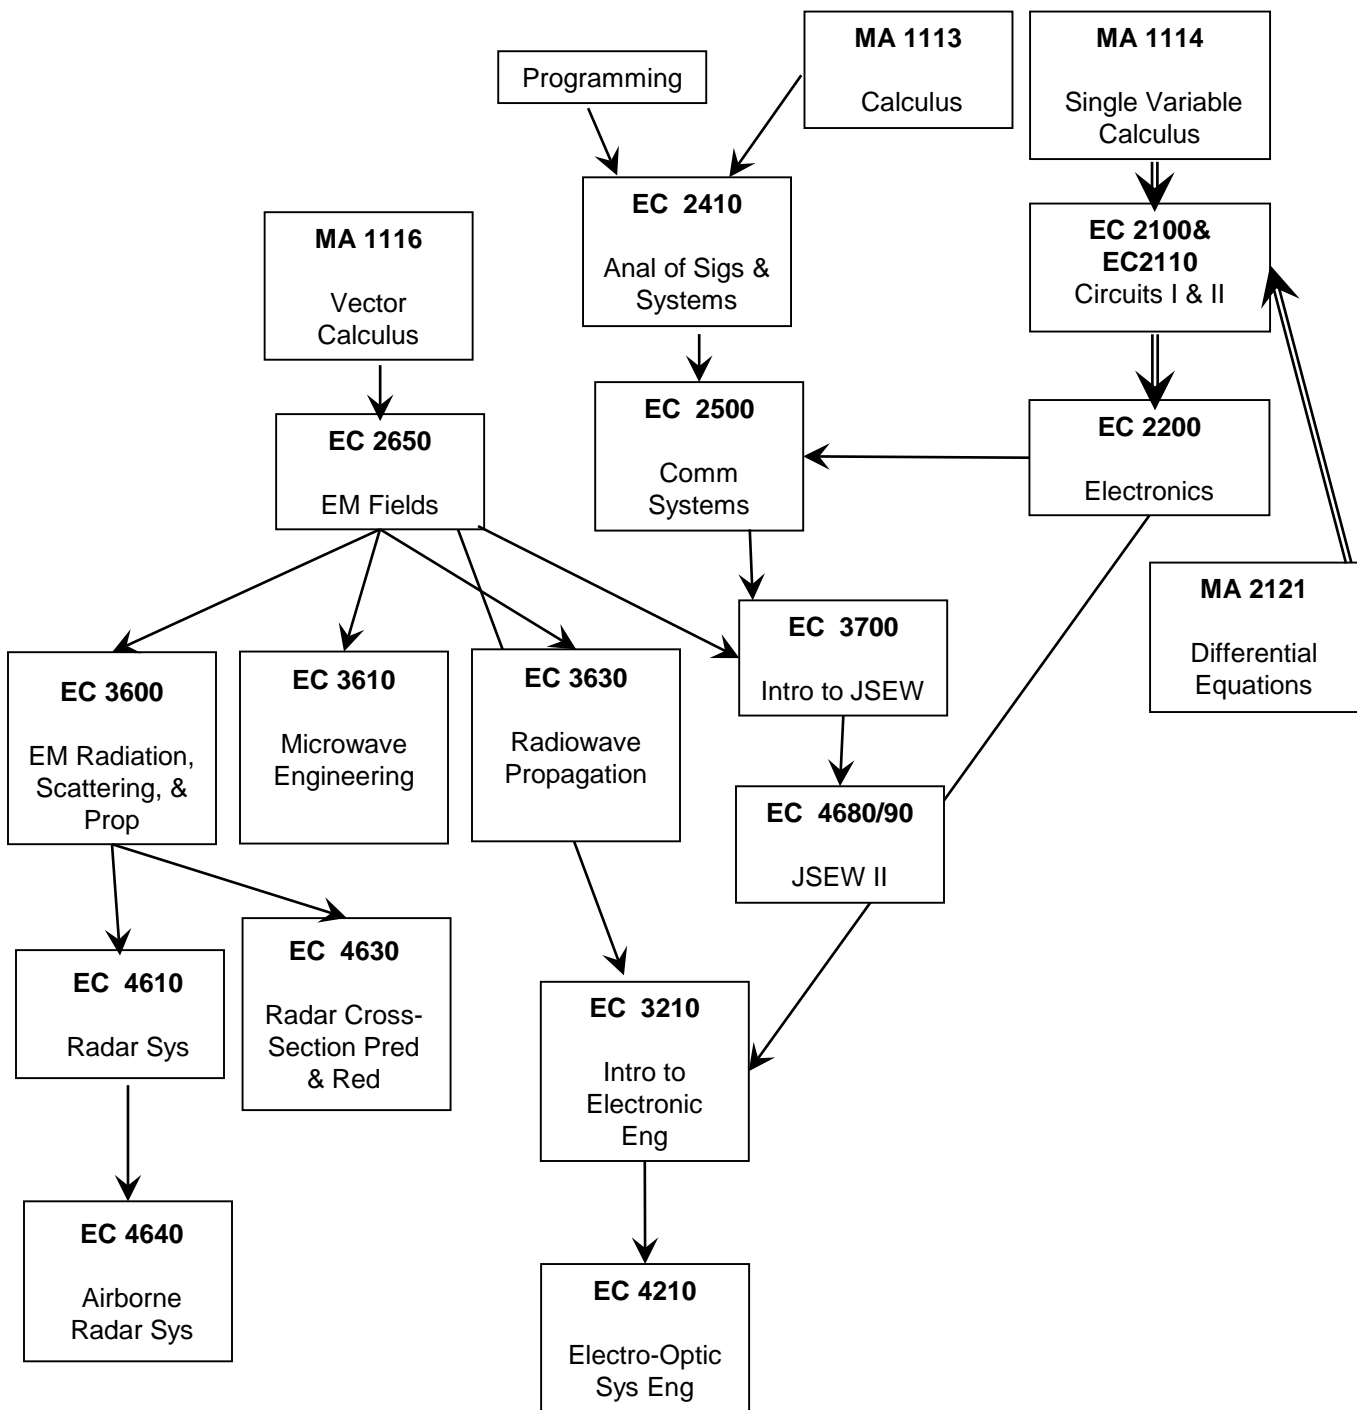 MA 1113
Calculus
MA 1114
Single Variable
Calculus
Programming
EC 2410
Anal of Sigs &
Systems
MA 1116
Vector
Calculus
EC 2100&
EC2110
Circuits I & II
EC 2500
Comm
Systems
EC 2200
Electronics
EC 2650
EM Fields
MA 2121
Differential
Equations
EC 3600
EM Radiation,
Scattering, &
Prop
EC 3610
Microwave
Engineering
EC 3630
Radiowave
Propagation
EC 3700
Intro to JSEW
EC 4680/90
JSEW II
EC 4610
Radar Sys
EC 4630
Radar Cross-
Section Pred
& Red
EC 3210
Intro to
Electronic
Eng
EC 4640
Airborne
Radar Sys
EC 4210
Electro-Optic
Sys Eng